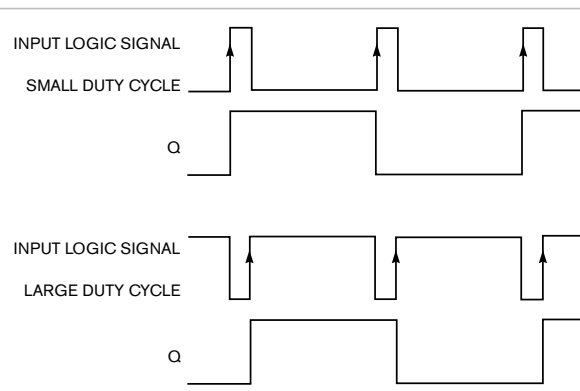 INPUT LOGIC SIGNAL
SMALL DUTY CYCLE
Q
INPUT LOGIC SIGNAL
LARGE DUTY CYCLE
Q